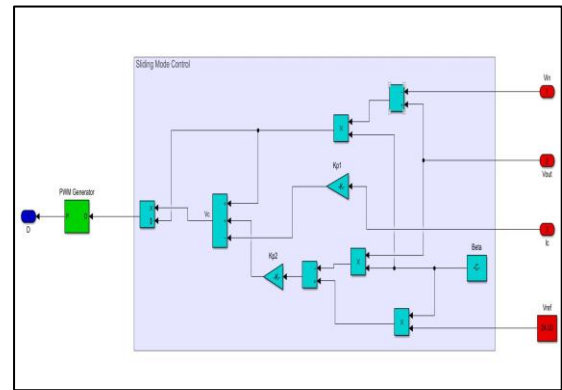 Sliding Mode Control
Vin
X
Kp1
PWM Generator
Vout
-K-
X
D
Vc
P
D
D
Ic
Kp2
Beta
X
-K-
-C-
Vref
X